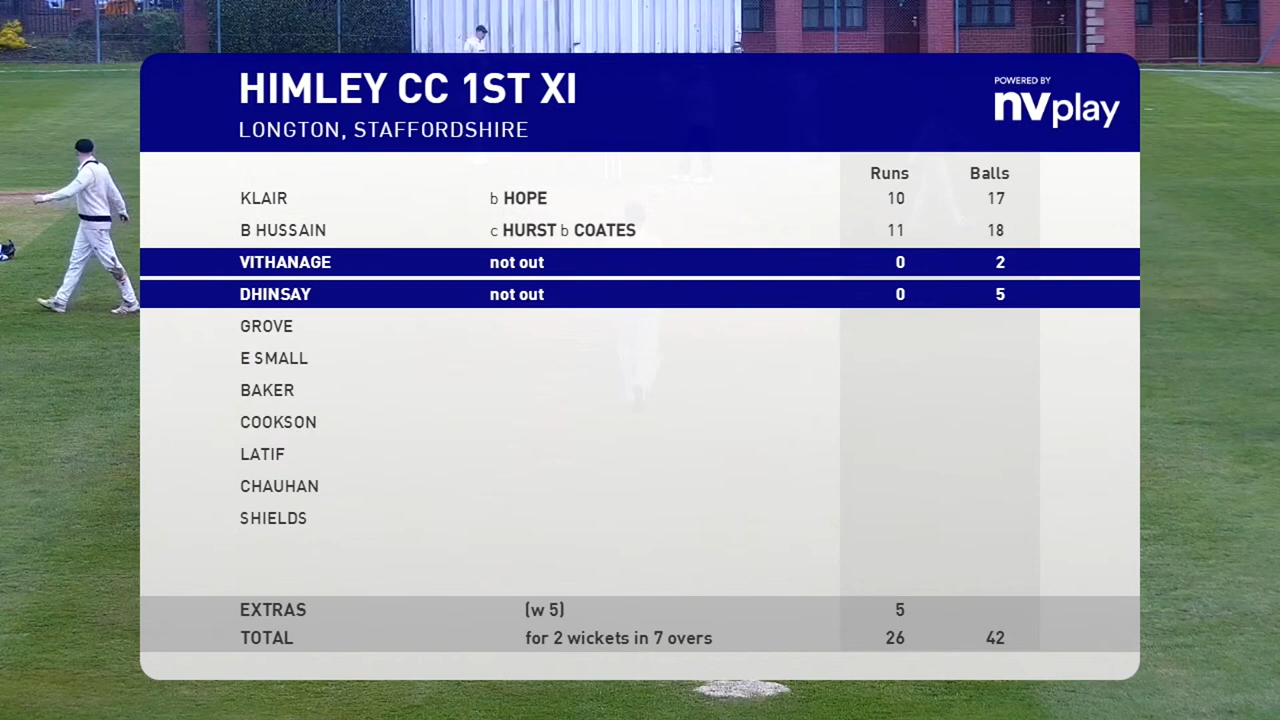 HIMLEY CC 1ST XI
LONGTON, STAFFORDSHIRE
POWERED BY
nvplay
Runs Balls
KLAIR b HOPE 10 17
B HUSSAIN c HURST b COATES 11 18
VITHANAGE not out 0 2
DHINSAY not out 0 5
GROVE
E SMALL
BAKER
COOKSON
LATIF
CHAUHAN
SHIELDS
EXTRAS (w 5) 5
TOTAL for 2 wickets in 7 overs 26 42